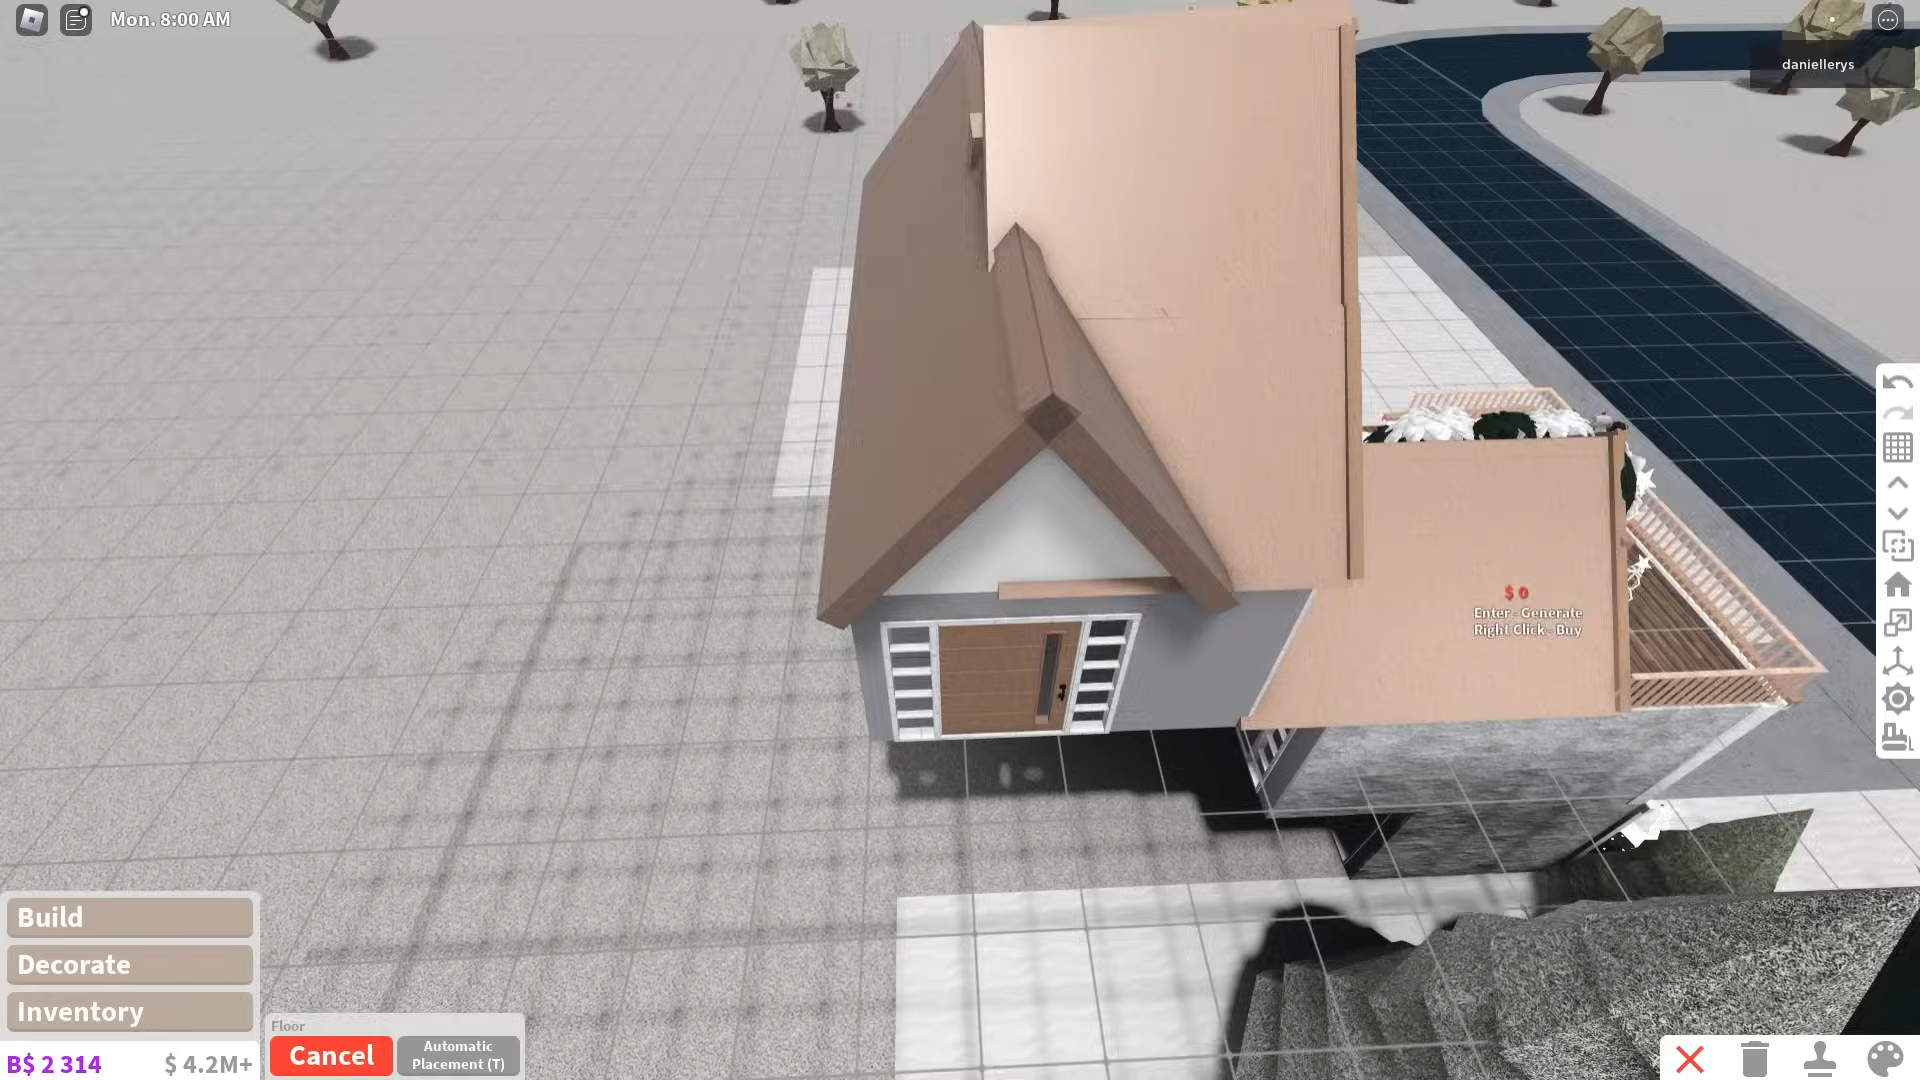 Mon. 8:00 AM
daniellerys
$ 0
Enter - Generate
Right Click - Buy
Build
Decorate
Inventory
B$ 2 314
$ 4.2M+
Floor
Cancel
Automatic
Placement (T)